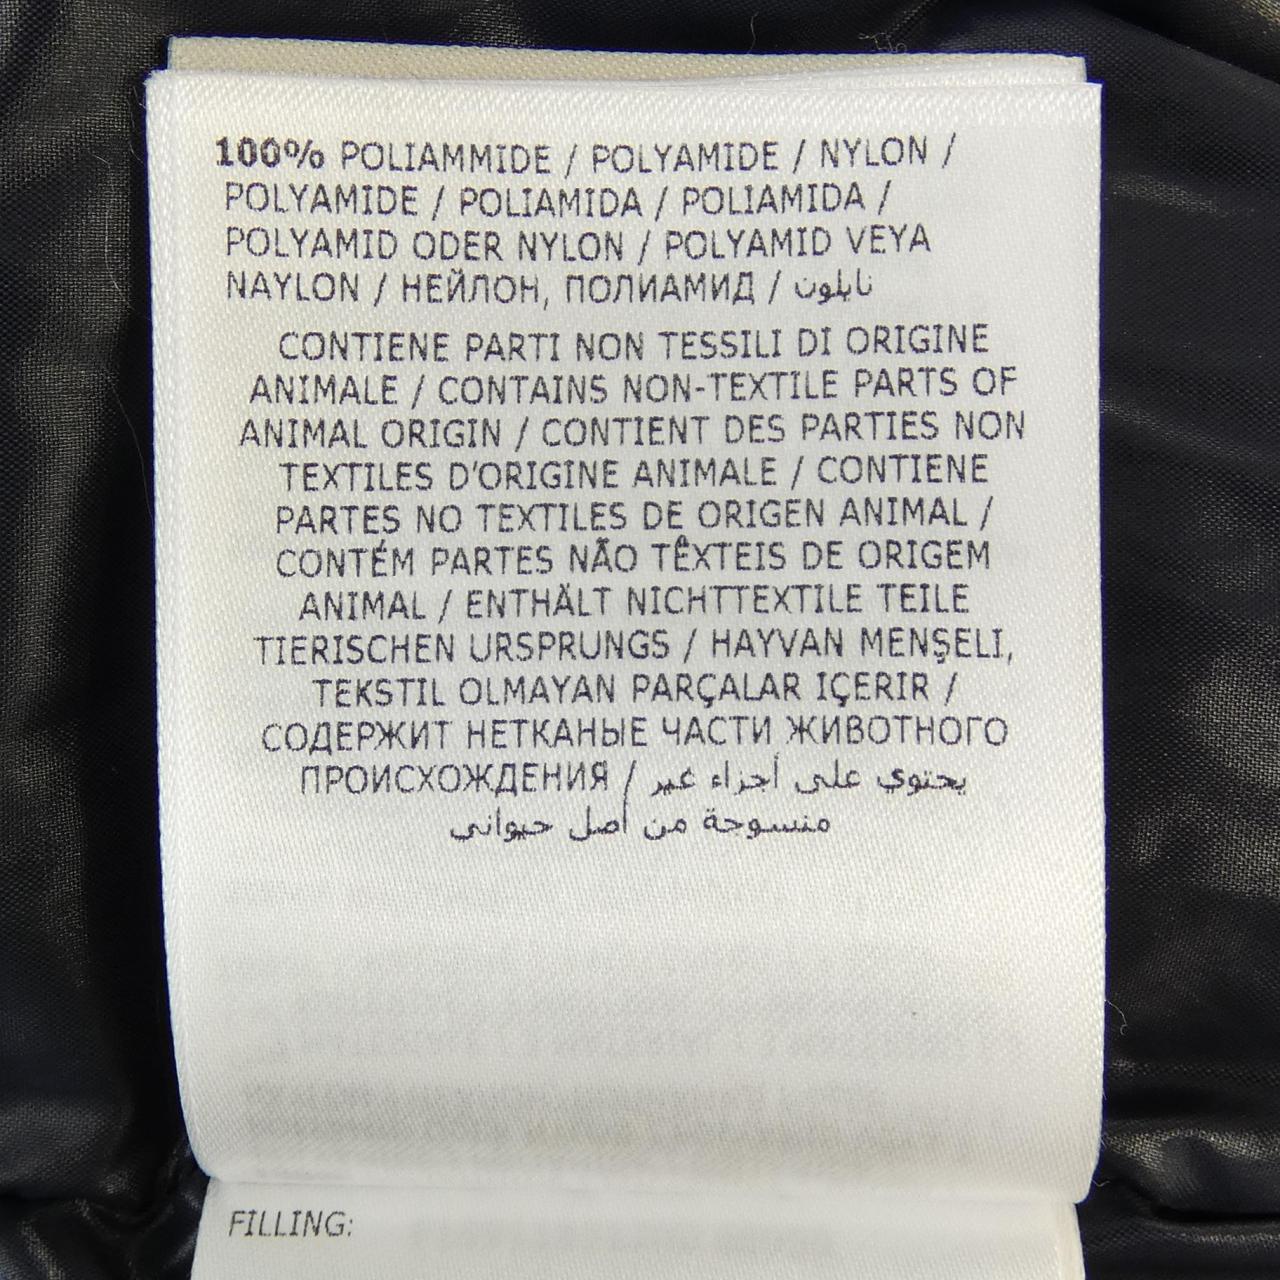 100% POLIAMMIDE / POLYAMIDE / NYLON /
POLYAMIDE / POLIAMIDA / POLIAMIDA /
POLYAMID ODER NYLON / POLYAMID VEYA
NAYLON / НЕЙЛОН, ПОЛИАМИД / نايلون
CONTIENE PARTI NON TESSILI DI ORIGINE
ANIMALE / CONTAINS NON-TEXTILE PARTS OF
ANIMAL ORIGIN / CONTIENT DES PARTIES NON
TEXTILES D'ORIGINE ANIMALE / CONTIENE
PARTES NO TEXTILES DE ORIGEN ANIMAL /
CONTÉM PARTES NÃO TÊXTEIS DE ORIGEM
ANIMAL / ENTHÄLT NICHTTEXTILE TEILE
TIERISCHEN URSPRUNGS / HAYVAN MENŞELI,
TEKSTIL OLMAYAN PARÇALAR IÇERIR /
СОДЕРЖИТ НЕТКАНЫЕ ЧАСТИ ЖИВОТНОГО
ПРОИСХОЖДЕНИЯ / يحتوي على أجزاء غير
منسوجة من أصل حيواني
FILLING: